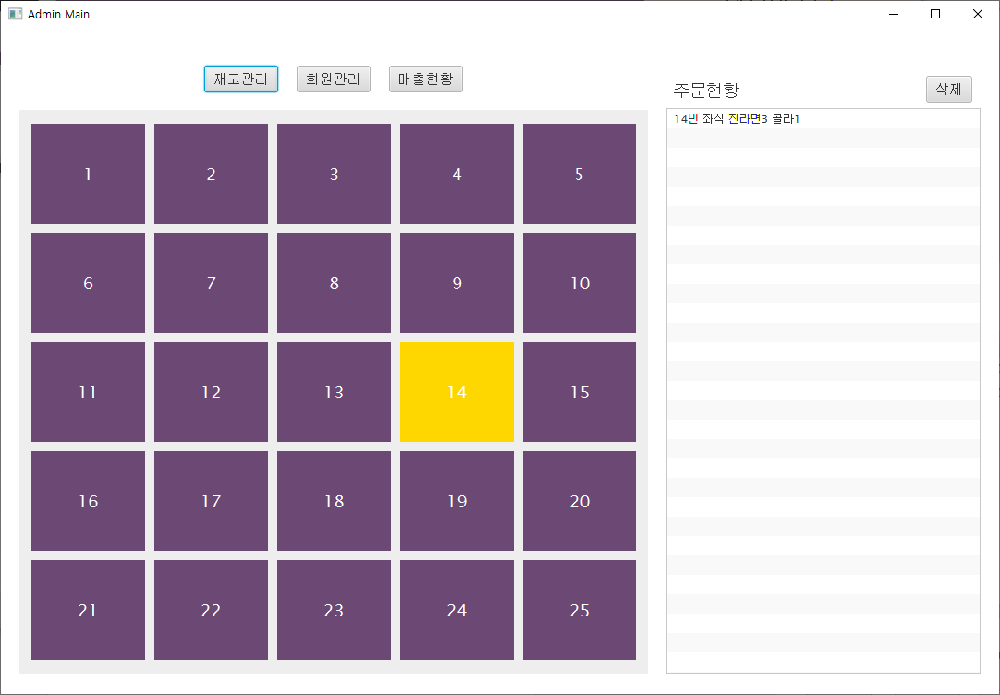 Admin Main
재고관리 회원관리 매출현황
주문현황 삭제
14번 좌석 진라면3 콜라1
1 2 3 4 5
6 7 8 9 10
11 12 13 14 15
16 17 18 19 20
21 22 23 24 25